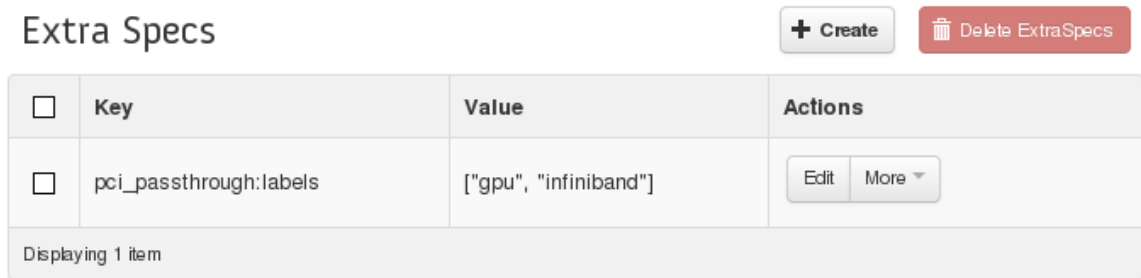 Extra Specs
+ Create
Delete ExtraSpecs
Key Value Actions
pci_passthrough:labels ["gpu", "infiniband"] Edit More
Displaying 1 item